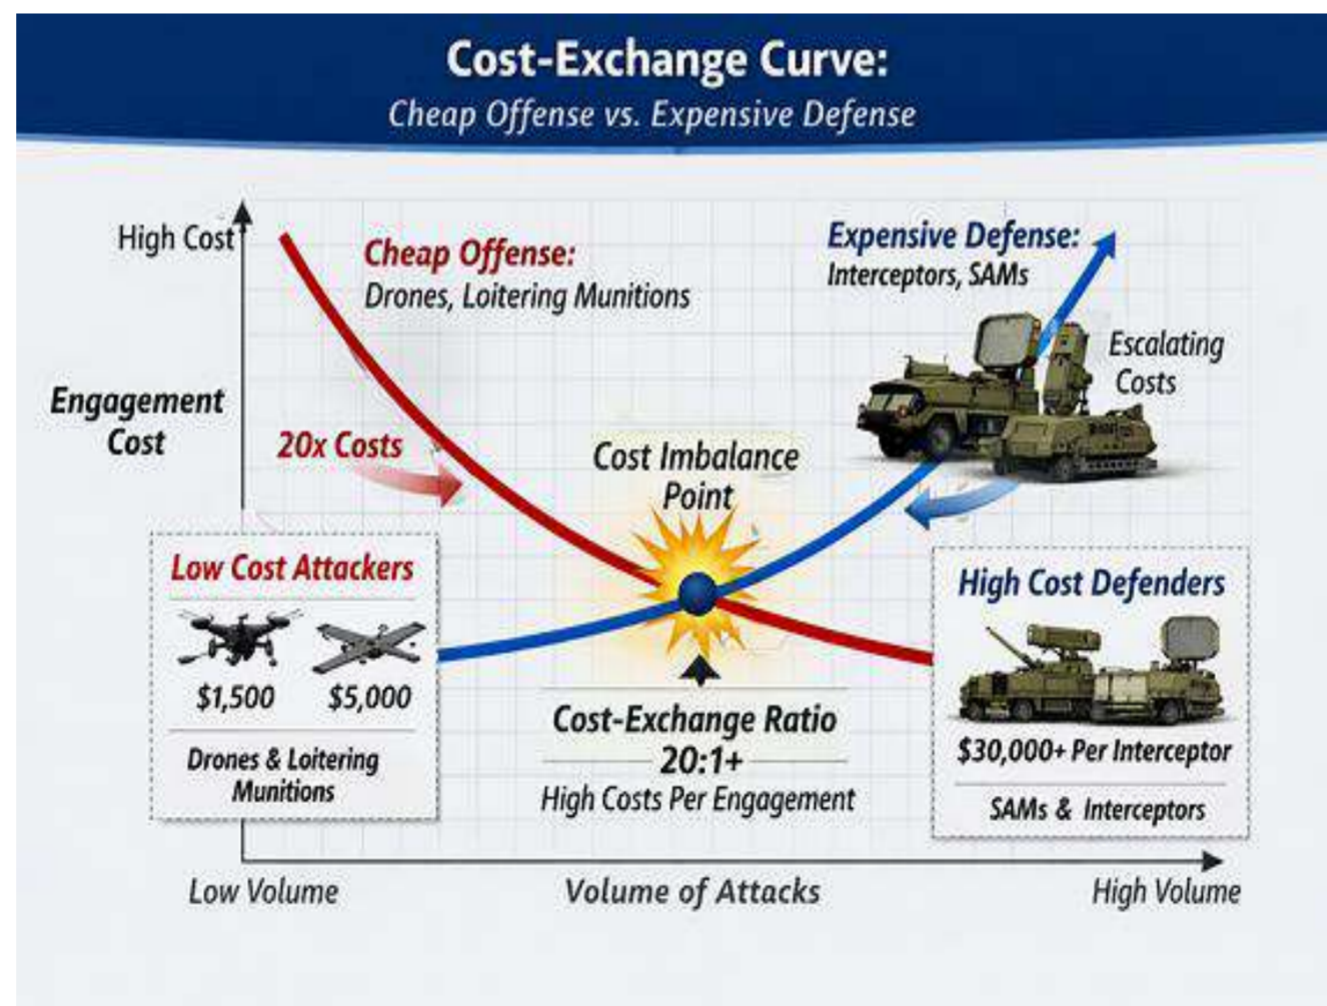 Cost-Exchange Curve:
Cheap Offense vs. Expensive Defense
High Cost
Cheap Offense:
Drones, Loitering Munitions
Expensive Defense:
Interceptors, SAMs
Escalating
Costs
Engagement
Cost
20x Costs
Cost Imbalance
Point
Low Cost Attackers
$1,500
$5,000
Drones & Loitering
Munitions
High Cost Defenders
$30,000+ Per Interceptor
SAMs & Interceptors
Cost-Exchange Ratio
20:1+
High Costs Per Engagement
Low Volume
Volume of Attacks
High Volume